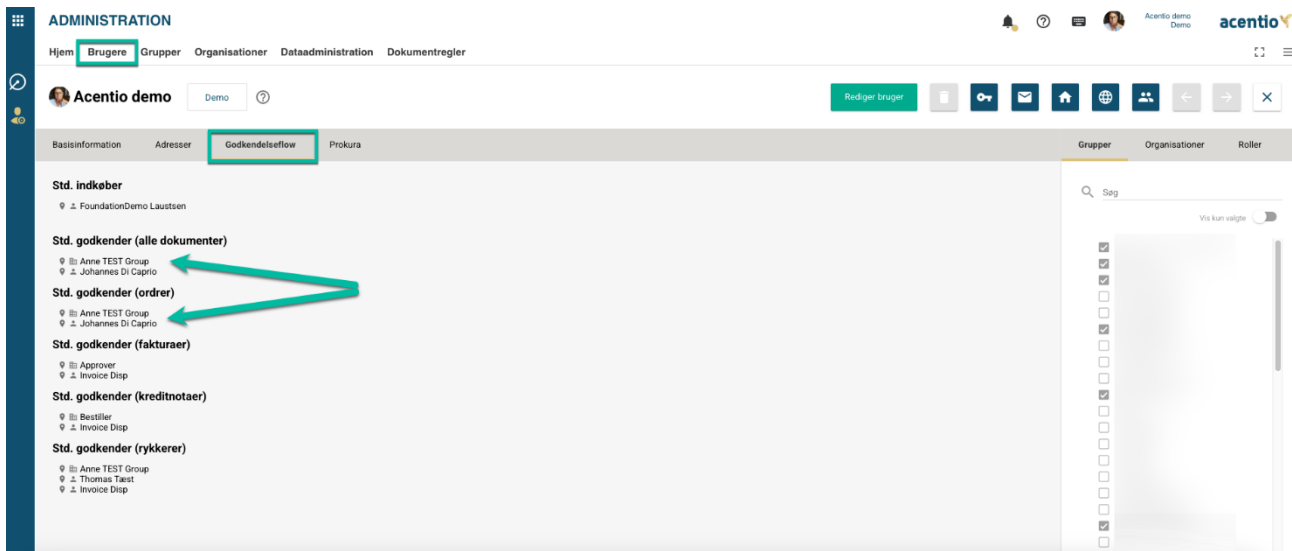 ADMINISTRATION
Acentio demo
Demo
acentio
Hjem Brugere Grupper Organisationer Dataadministration Dokumentregler
Acentio demo Demo Rediger bruger
Basisinformation Adresser Godkendelseflow Prokura Grupper Organisationer Roller
Std. indkøber
FoundationDemo Laustsen
Søg
Vis kun valgte
Std. godkender (alle dokumenter)
Anne TEST Group
Johannes Di Caprio
Std. godkender (ordrer)
Anne TEST Group
Johannes Di Caprio
Std. godkender (fakturaer)
Approver
Invoice Disp
Std. godkender (kreditnotaer)
Bestiller
Invoice Disp
Std. godkender (rykkerer)
Anne TEST Group
Thomas Tæst
Invoice Disp